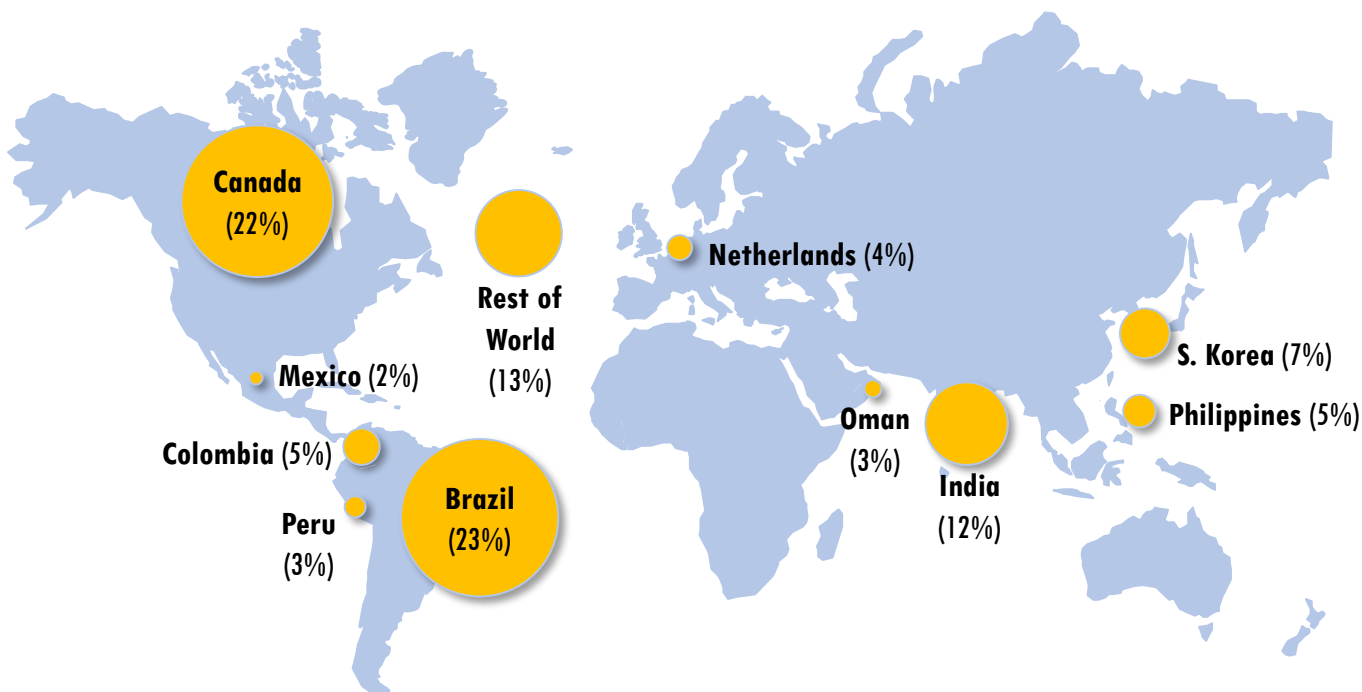 Canada
(22%)
Rest of
World
(13%)
Netherlands (4%)
S. Korea (7%)
Mexico (2%)
Oman
(3%)
Philippines (5%)
Colombia (5%)
India
(12%)
Brazil
(23%)
Peru
(3%)